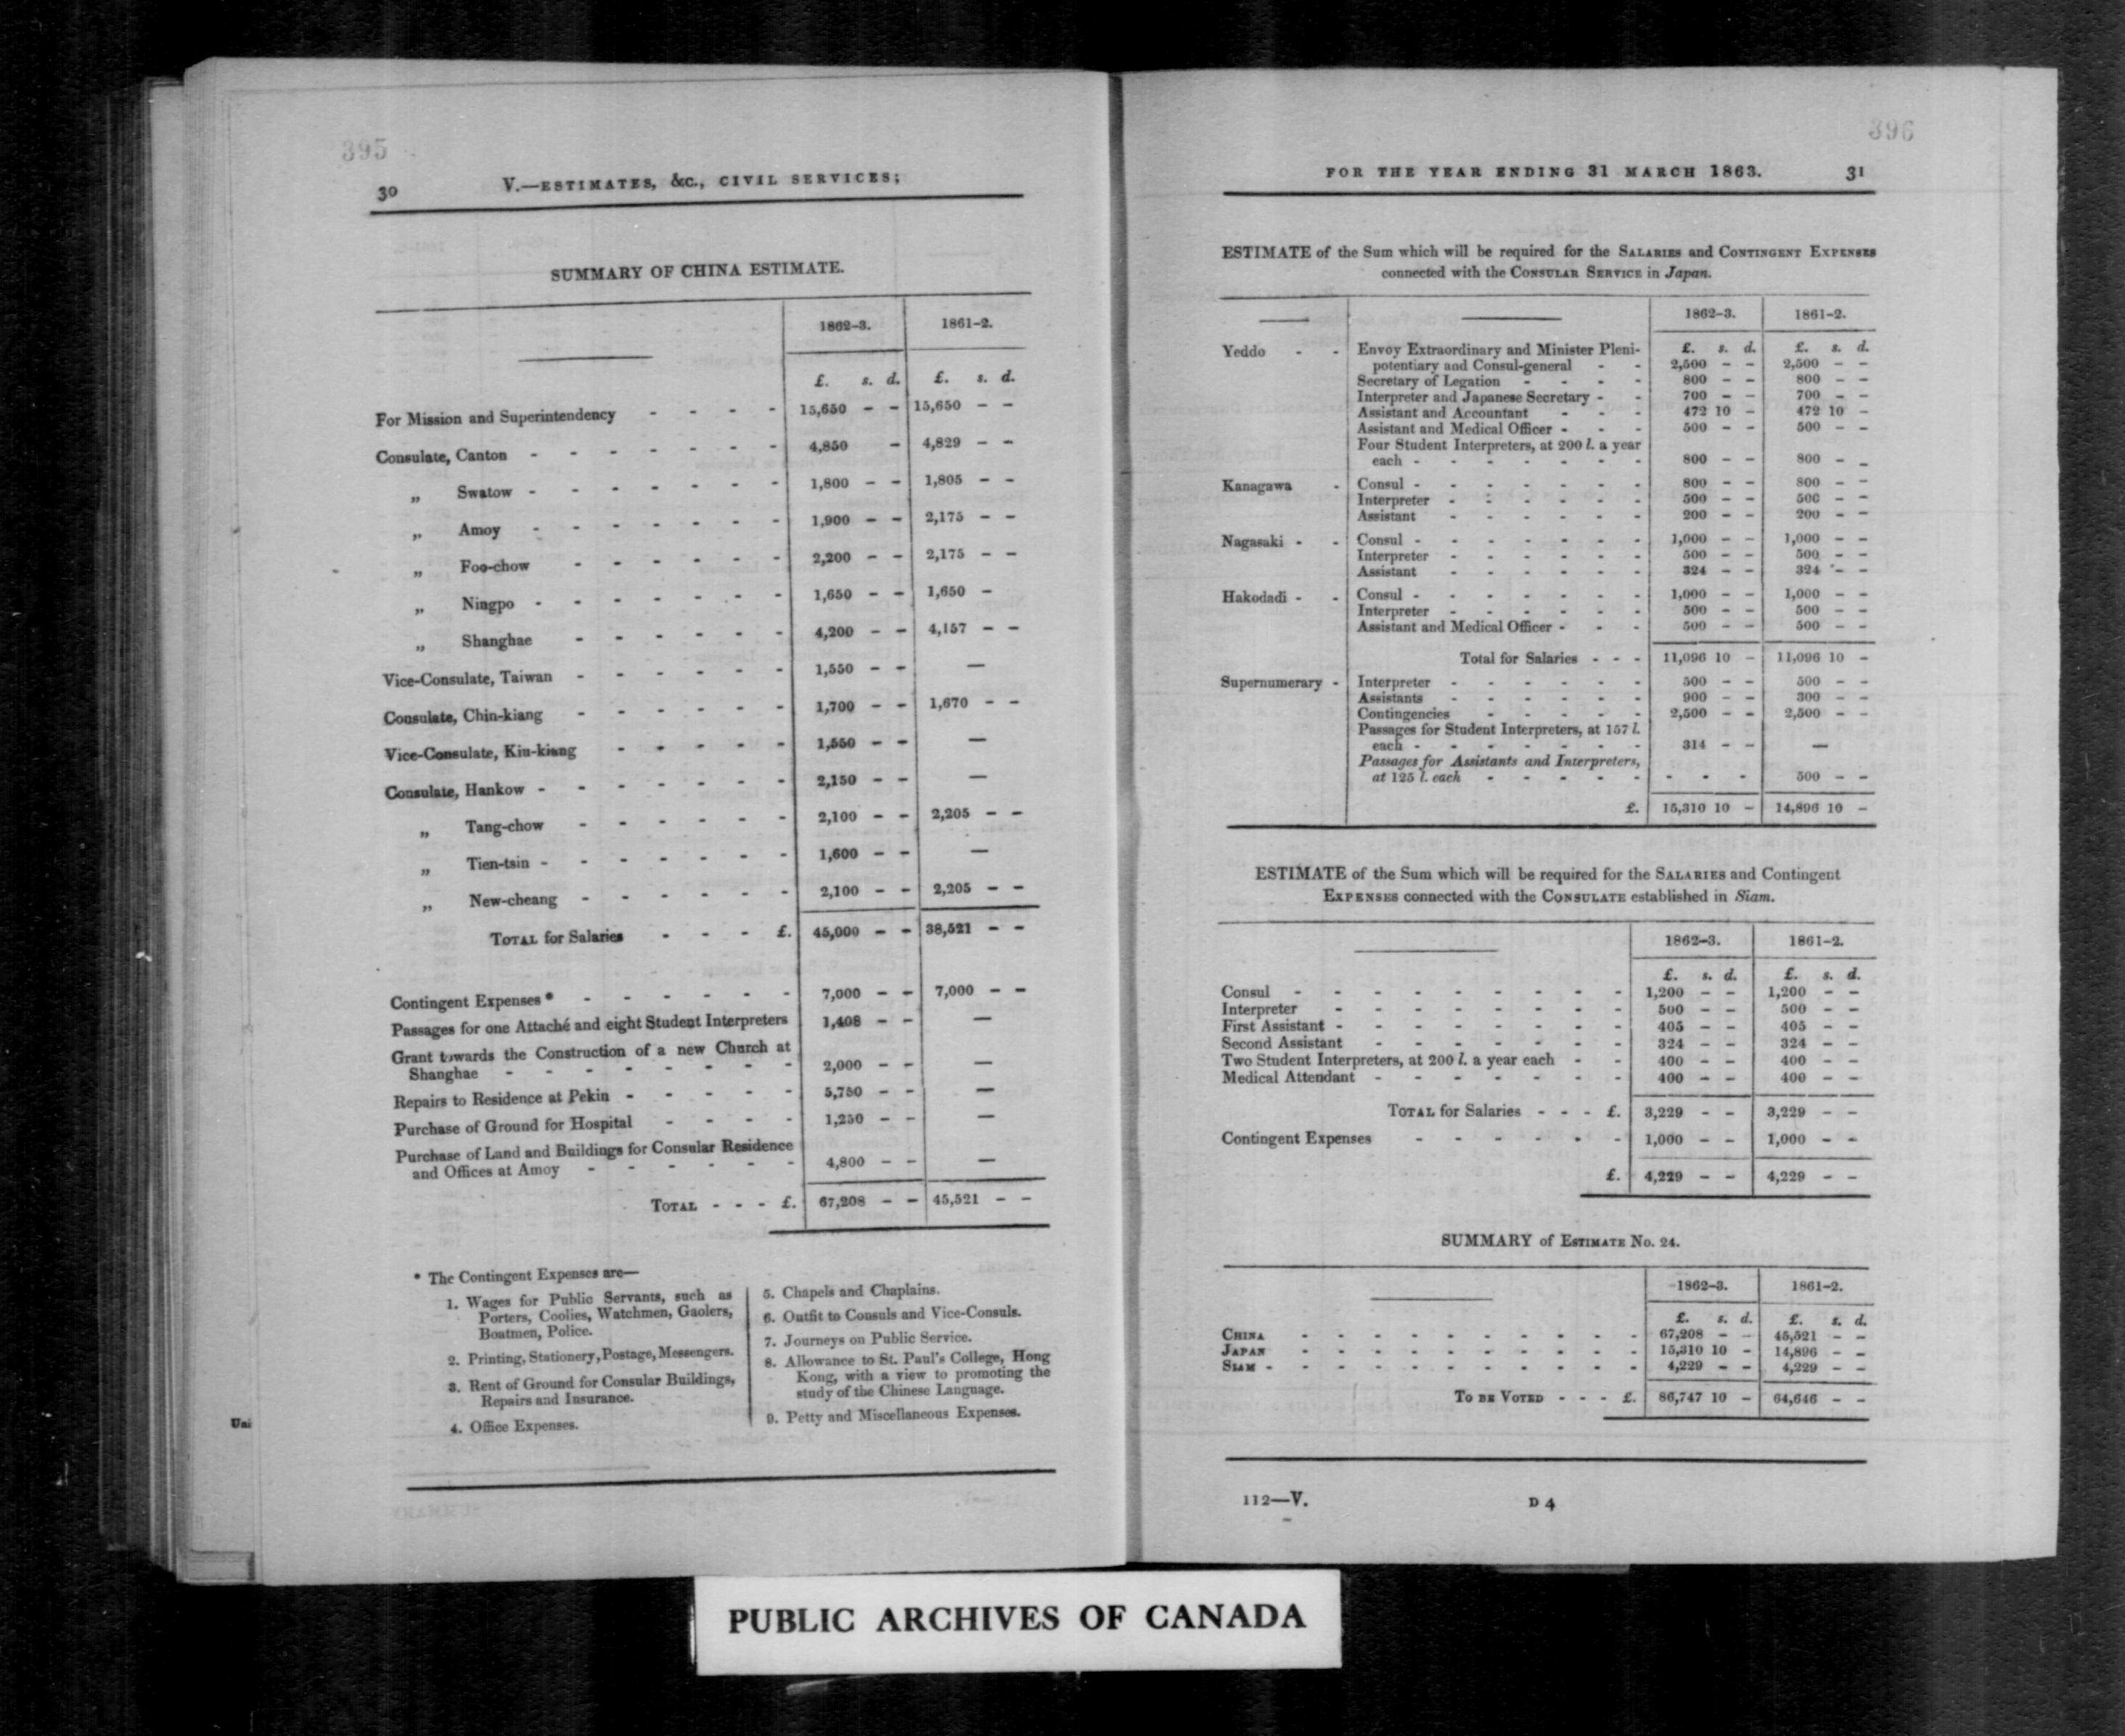 395
30 V.—ESTIMATES, &c., CIVIL SERVICES;
SUMMARY OF CHINA ESTIMATE.
1862–3. 1861–2.
£. s. d. £. s. d.
For Mission and Superintendency - - - - 15,650 – – 15,650 – –
Consulate, Canton - - - - - - - 4,850 – 4,829 – –
„ Swatow - - - - - - - 1,800 – – 1,805 – –
„ Amoy - - - - - - - 1,900 – – 2,175 – –
„ Foo-chow - - - - - - 2,200 – – 2,175 – –
„ Ningpo - - - - - - - 1,650 – – 1,650 –
„ Shanghae - - - - - - 4,200 – – 4,157 – –
Vice-Consulate, Taiwan - - - - - - 1,550 – – —
Consulate, Chin-kiang - - - - - - 1,700 – – 1,670 – –
Vice-Consulate, Kiu-kiang - - - - - 1,550 – – —
Consulate, Hankow - - - - - - - 2,150 – – —
„ Tang-chow - - - - - - 2,100 – – 2,205 – –
„ Tien-tsin - - - - - - - 1,600 – – —
„ New-cheang - - - - - - 2,100 – – 2,205 – –
TOTAL for Salaries - - - £. 45,000 – – 38,521 – –
Contingent Expenses* - - - - - - 7,000 – – 7,000 – –
Passages for one Attaché and eight Student Interpreters 1,408 – – —
Grant towards the Construction of a new Church at
Shanghae - - - - - - - - 2,000 – – —
Repairs to Residence at Pekin - - - - - 5,750 – – —
Purchase of Ground for Hospital - - - - 1,250 – – —
Purchase of Land and Buildings for Consular Residence
and Offices at Amoy - - - - - - 4,800 – – —
TOTAL - - - £. 67,208 – – 45,521 – –
* The Contingent Expenses are—
1. Wages for Public Servants, such as
Porters, Coolies, Watchmen, Gaolers,
Boatmen, Police.
2. Printing, Stationery, Postage, Messengers.
3. Rent of Ground for Consular Buildings,
Repairs and Insurance.
4. Office Expenses.
5. Chapels and Chaplains.
6. Outfit to Consuls and Vice-Consuls.
7. Journeys on Public Service.
8. Allowance to St. Paul's College, Hong
Kong, with a view to promoting the
study of the Chinese Language.
9. Petty and Miscellaneous Expenses.
Uni
396
FOR THE YEAR ENDING 31 MARCH 1863. 31
ESTIMATE of the Sum which will be required for the SALARIES and CONTINGENT EXPENSES
connected with the CONSULAR SERVICE in Japan.
1862–3. 1861–2.
£. s. d. £. s. d.
Yeddo - - Envoy Extraordinary and Minister Pleni-
potentiary and Consul-general - - 2,500 – – 2,500 – –
Secretary of Legation - - - - 800 – – 800 – –
Interpreter and Japanese Secretary - - 700 – – 700 – –
Assistant and Accountant - - - 472 10 – 472 10 –
Assistant and Medical Officer - - - 500 – – 500 – –
Four Student Interpreters, at 200 l. a year
each - - - - - - - 800 – – 800 – –
Kanagawa - Consul - - - - - - - 800 – – 800 – –
Interpreter - - - - - - 500 – – 500 – –
Assistant - - - - - - 200 – – 200 – –
Nagasaki - - Consul - - - - - - - 1,000 – – 1,000 – –
Interpreter - - - - - - 500 – – 500 – –
Assistant - - - - - - 324 – – 324 – –
Hakodadi - - Consul - - - - - - - 1,000 – – 1,000 – –
Interpreter - - - - - - 500 – – 500 – –
Assistant and Medical Officer - - - 500 – – 500 – –
Total for Salaries - - - 11,096 10 – 11,096 10 –
Supernumerary - Interpreter - - - - - - 500 – – 500 – –
Assistants - - - - - - 900 – – 300 – –
Contingencies - - - - - 2,500 – – 2,500 – –
Passages for Student Interpreters, at 157 l.
each - - - - - - - 314 – – —
Passages for Assistants and Interpreters,
at 125 l. each - - - - - - - - 500 – –
£. 15,310 10 – 14,896 10 –
ESTIMATE of the Sum which will be required for the SALARIES and Contingent
EXPENSES connected with the CONSULATE established in Siam.
1862–3. 1861–2.
£. s. d. £. s. d.
Consul - - - - - - - - - 1,200 – – 1,200 – –
Interpreter - - - - - - - - 500 – – 500 – –
First Assistant - - - - - - - - 405 – – 405 – –
Second Assistant - - - - - - - 324 – – 324 – –
Two Student Interpreters, at 200 l. a year each - - 400 – – 400 – –
Medical Attendant - - - - - - - 400 – – 400 – –
TOTAL for Salaries - - - £. 3,229 – – 3,229 – –
Contingent Expenses - - - - - - 1,000 – – 1,000 – –
£. 4,229 – – 4,229 – –
SUMMARY of ESTIMATE No. 24.
1862–3. 1861–2.
£. s. d. £. s. d.
CHINA - - - - - - - - - 67,208 – – 45,521 – –
JAPAN - - - - - - - - - 15,310 10 – 14,896 – –
SIAM - - - - - - - - - - 4,229 – – 4,229 – –
TO BE VOTED - - - £. 86,747 10 – 64,646 – –
112—V. D 4
PUBLIC ARCHIVES OF CANADA